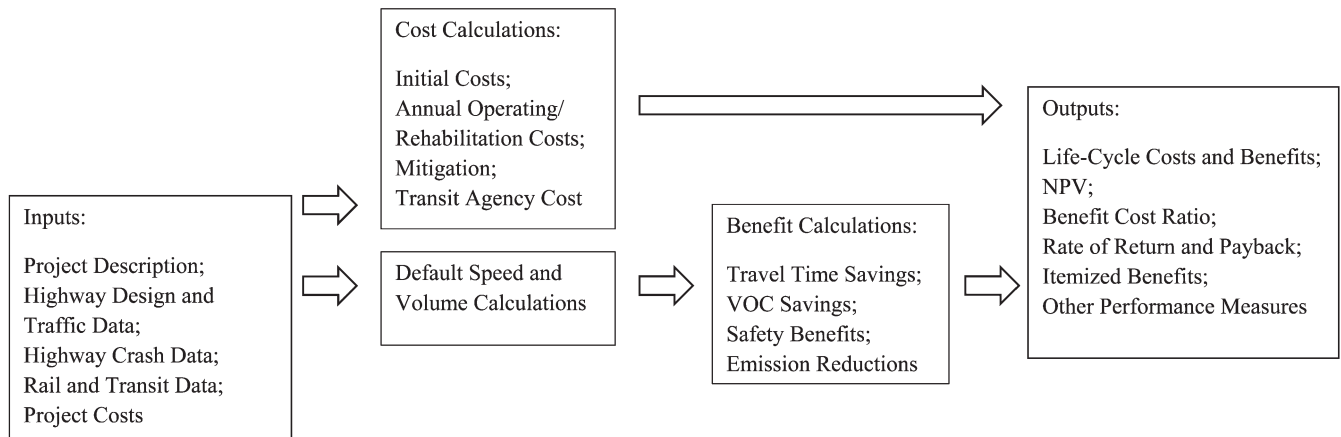 Inputs:
Project Description;
Highway Design and
Traffic Data;
Highway Crash Data;
Rail and Transit Data;
Project Costs
Cost Calculations:
Initial Costs;
Annual Operating/
Rehabilitation Costs;
Mitigation;
Transit Agency Cost
Default Speed and
Volume Calculations
Benefit Calculations:
Travel Time Savings;
VOC Savings;
Safety Benefits;
Emission Reductions
Outputs:
Life-Cycle Costs and Benefits;
NPV;
Benefit Cost Ratio;
Rate of Return and Payback;
Itemized Benefits;
Other Performance Measures